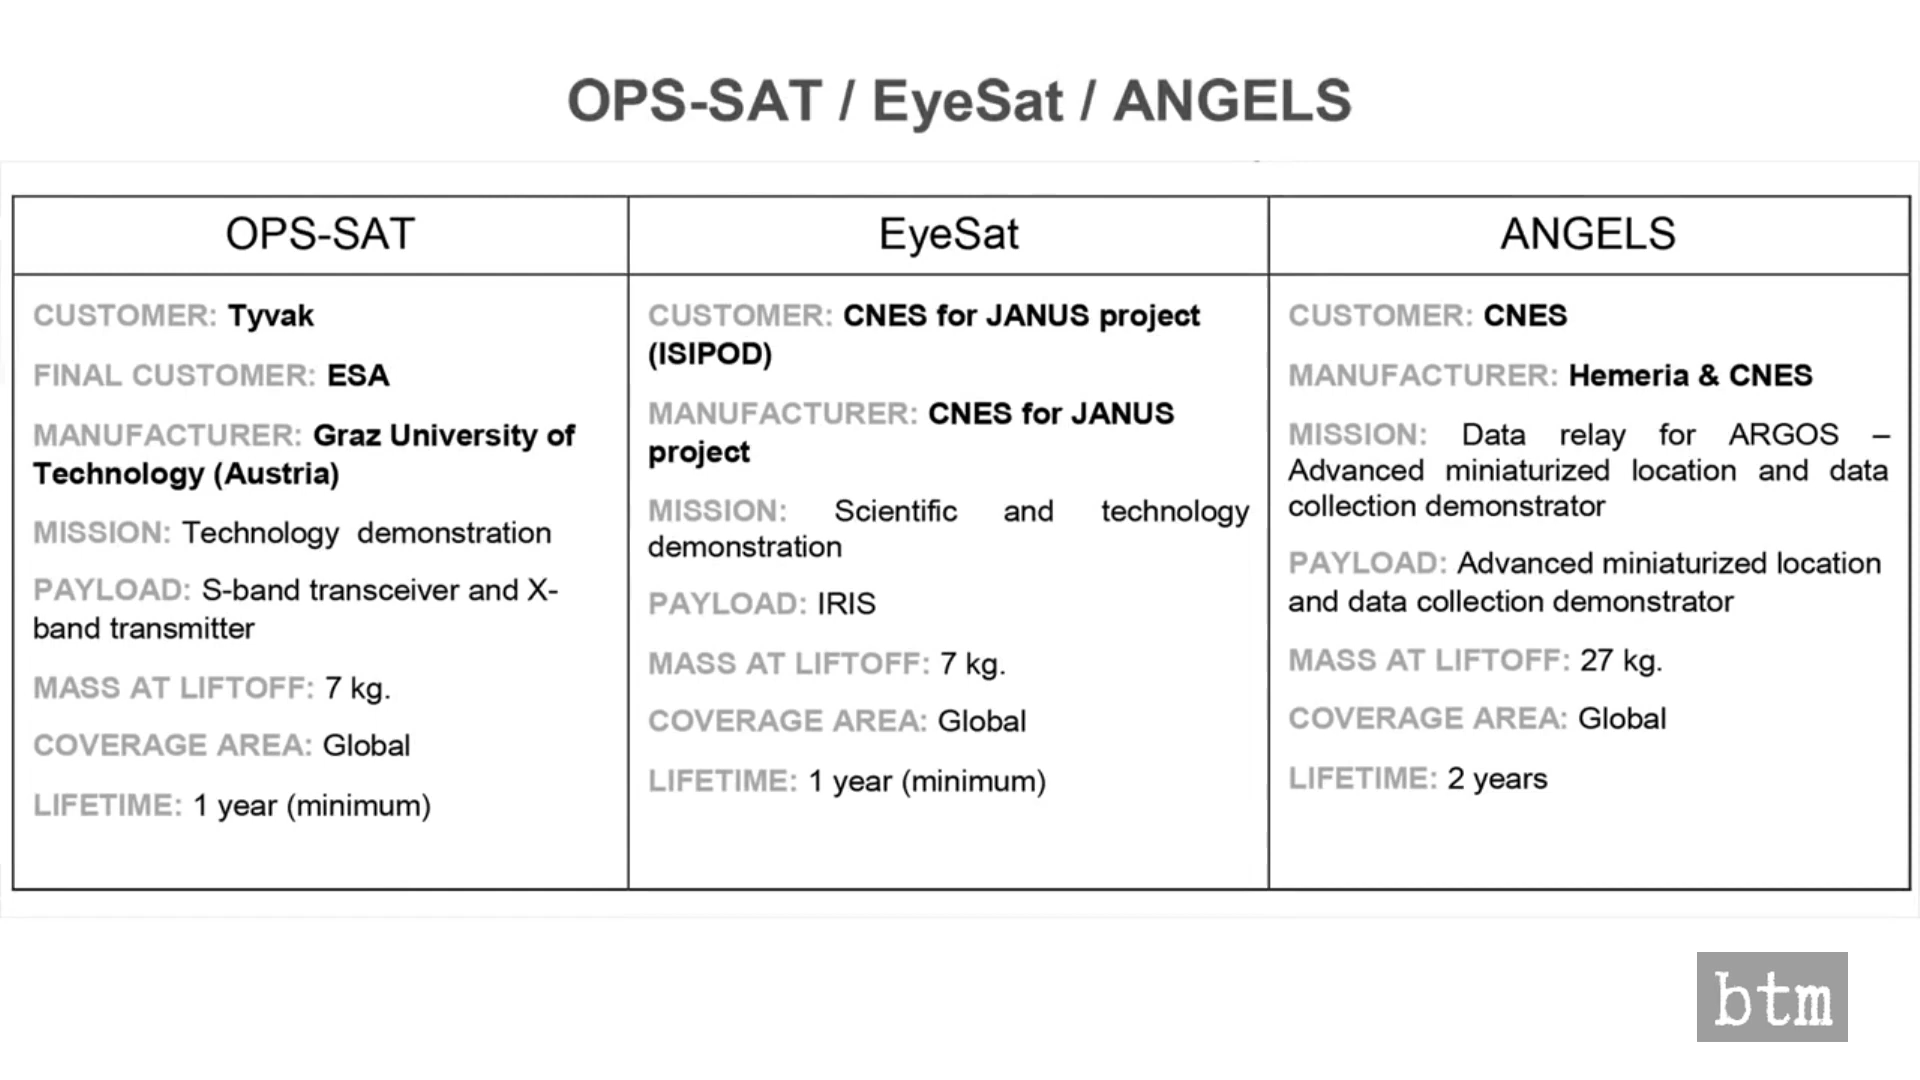 OPS-SAT / EyeSat / ANGELS
OPS-SAT
CUSTOMER: Tyvak
FINAL CUSTOMER: ESA
MANUFACTURER: Graz University of
Technology (Austria)
MISSION: Technology demonstration
PAYLOAD: S-band transceiver and X-
band transmitter
MASS AT LIFTOFF: 7 kg.
COVERAGE AREA: Global
LIFETIME: 1 year (minimum)
EyeSat
CUSTOMER: CNES for JANUS project
(ISIPOD)
MANUFACTURER: CNES for JANUS
project
MISSION: Scientific and technology
demonstration
PAYLOAD: IRIS
MASS AT LIFTOFF: 7 kg.
COVERAGE AREA: Global
LIFETIME: 1 year (minimum)
ANGELS
CUSTOMER: CNES
MANUFACTURER: Hemeria & CNES
MISSION: Data relay for ARGOS –
Advanced miniaturized location and data
collection demonstrator
PAYLOAD: Advanced miniaturized location
and data collection demonstrator
MASS AT LIFTOFF: 27 kg.
COVERAGE AREA: Global
LIFETIME: 2 years
btm